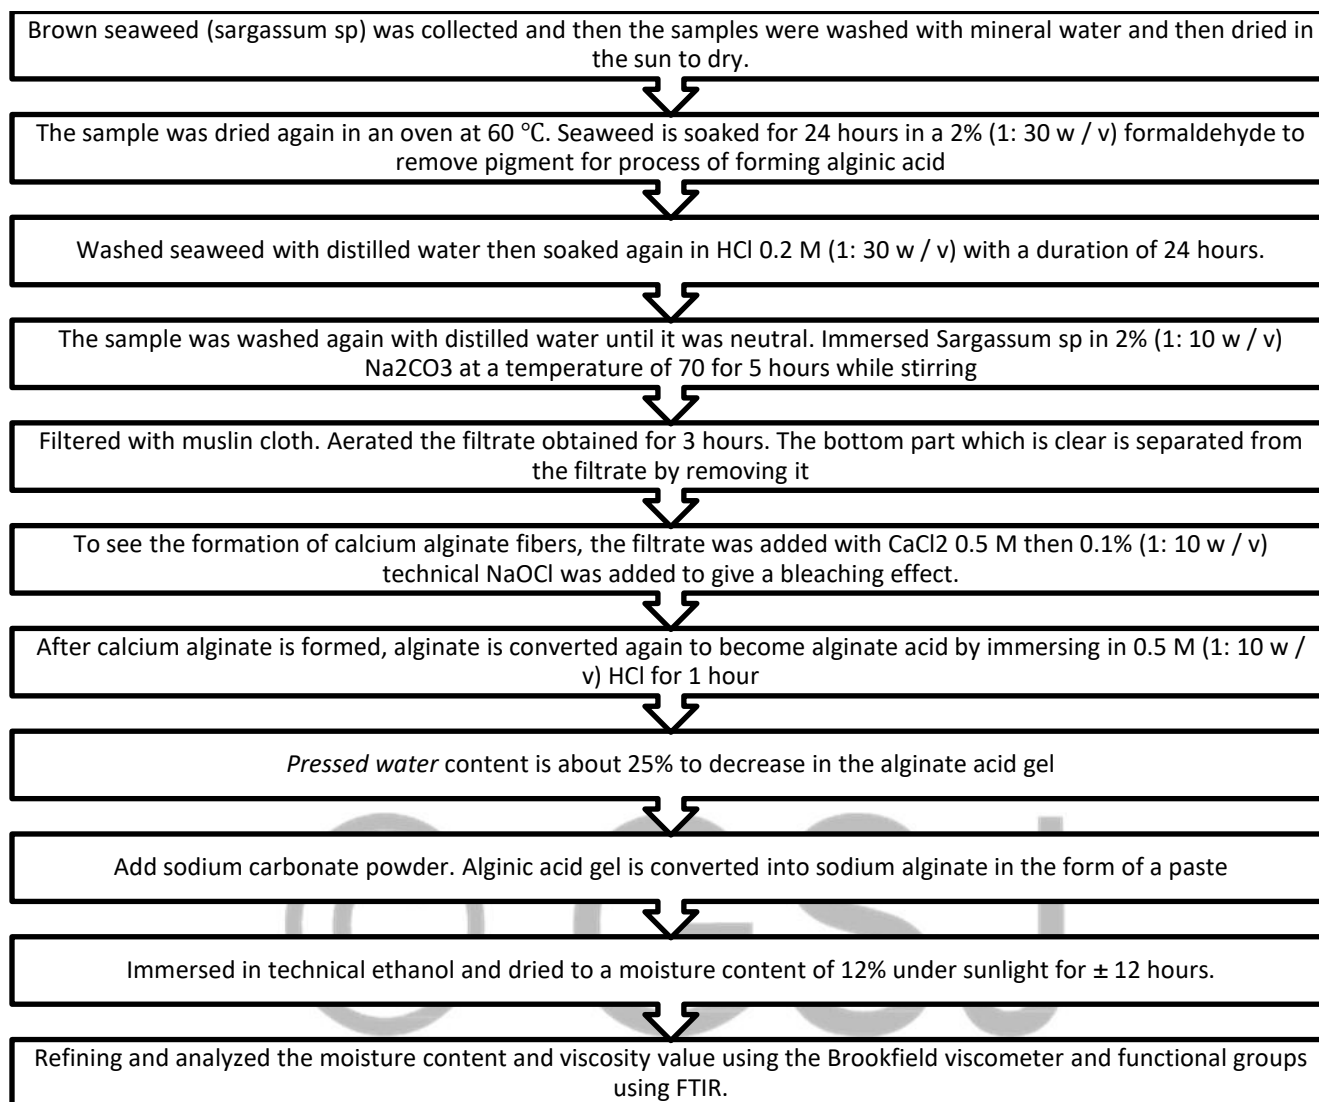 Brown seaweed (sargassum sp) was collected and then the samples were washed with mineral water and then dried in
the sun to dry.
The sample was dried again in an oven at 60 °C. Seaweed is soaked for 24 hours in a 2% (1: 30 w / v) formaldehyde to
remove pigment for process of forming alginic acid
Washed seaweed with distilled water then soaked again in HCl 0.2 M (1: 30 w / v) with a duration of 24 hours.
The sample was washed again with distilled water until it was neutral. Immersed Sargassum sp in 2% (1: 10 w / v)
Na2CO3 at a temperature of 70 for 5 hours while stirring
Filtered with muslin cloth. Aerated the filtrate obtained for 3 hours. The bottom part which is clear is separated from
the filtrate by removing it
To see the formation of calcium alginate fibers, the filtrate was added with CaCl2 0.5 M then 0.1% (1: 10 w / v)
technical NaOCl was added to give a bleaching effect.
After calcium alginate is formed, alginate is converted again to become alginate acid by immersing in 0.5 M (1: 10 w /
v) HCl for 1 hour
Pressed water content is about 25% to decrease in the alginate acid gel
Add sodium carbonate powder. Alginic acid gel is converted into sodium alginate in the form of a paste
Immersed in technical ethanol and dried to a moisture content of 12% under sunlight for ± 12 hours.
Refining and analyzed the moisture content and viscosity value using the Brookfield viscometer and functional groups
using FTIR.
© GSJ